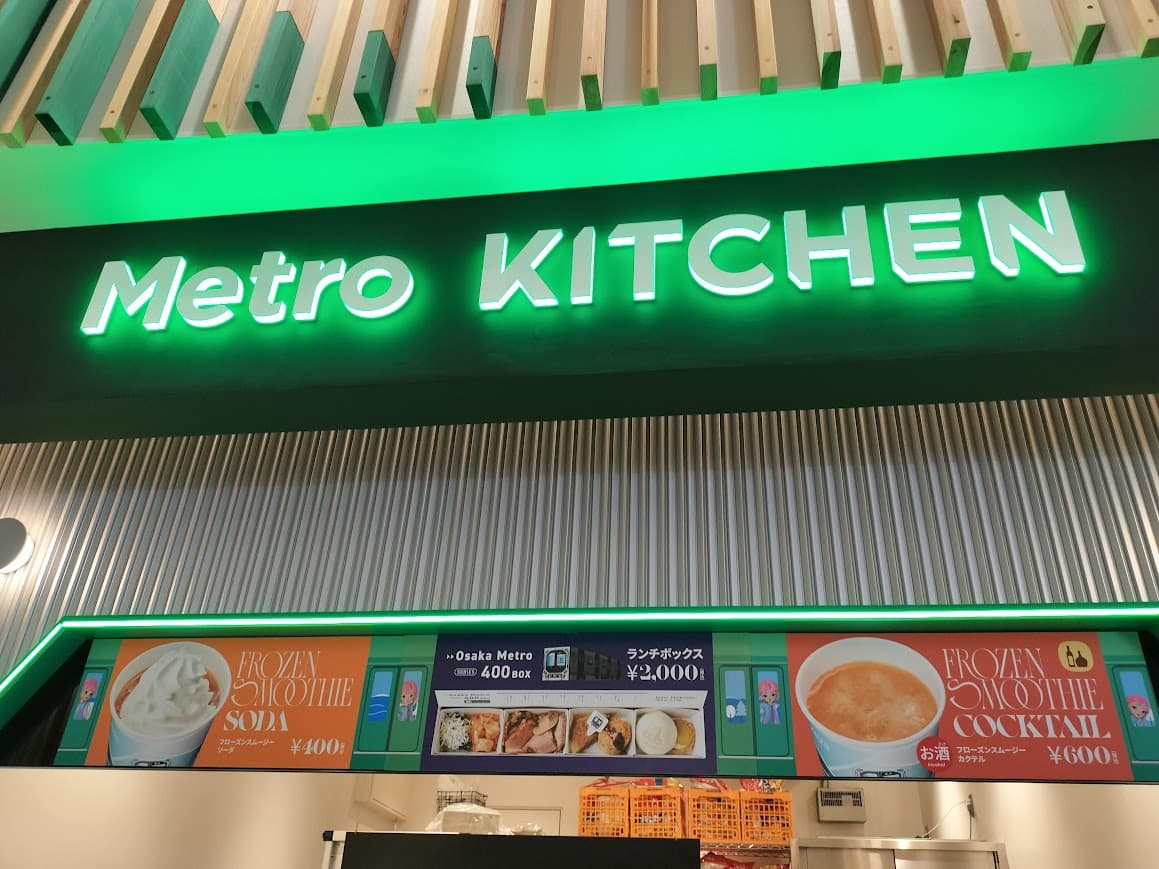 Metro KITCHEN
FROZEN
SMOOTHIE
SODA
フローズンスムージー
ソーダ
¥400
Osaka Metro
400 BOX
ランチボックス
¥2,000
FROZEN
SMOOTHIE
COCKTAIL
お酒
フローズンスムージー
カクテル
¥600